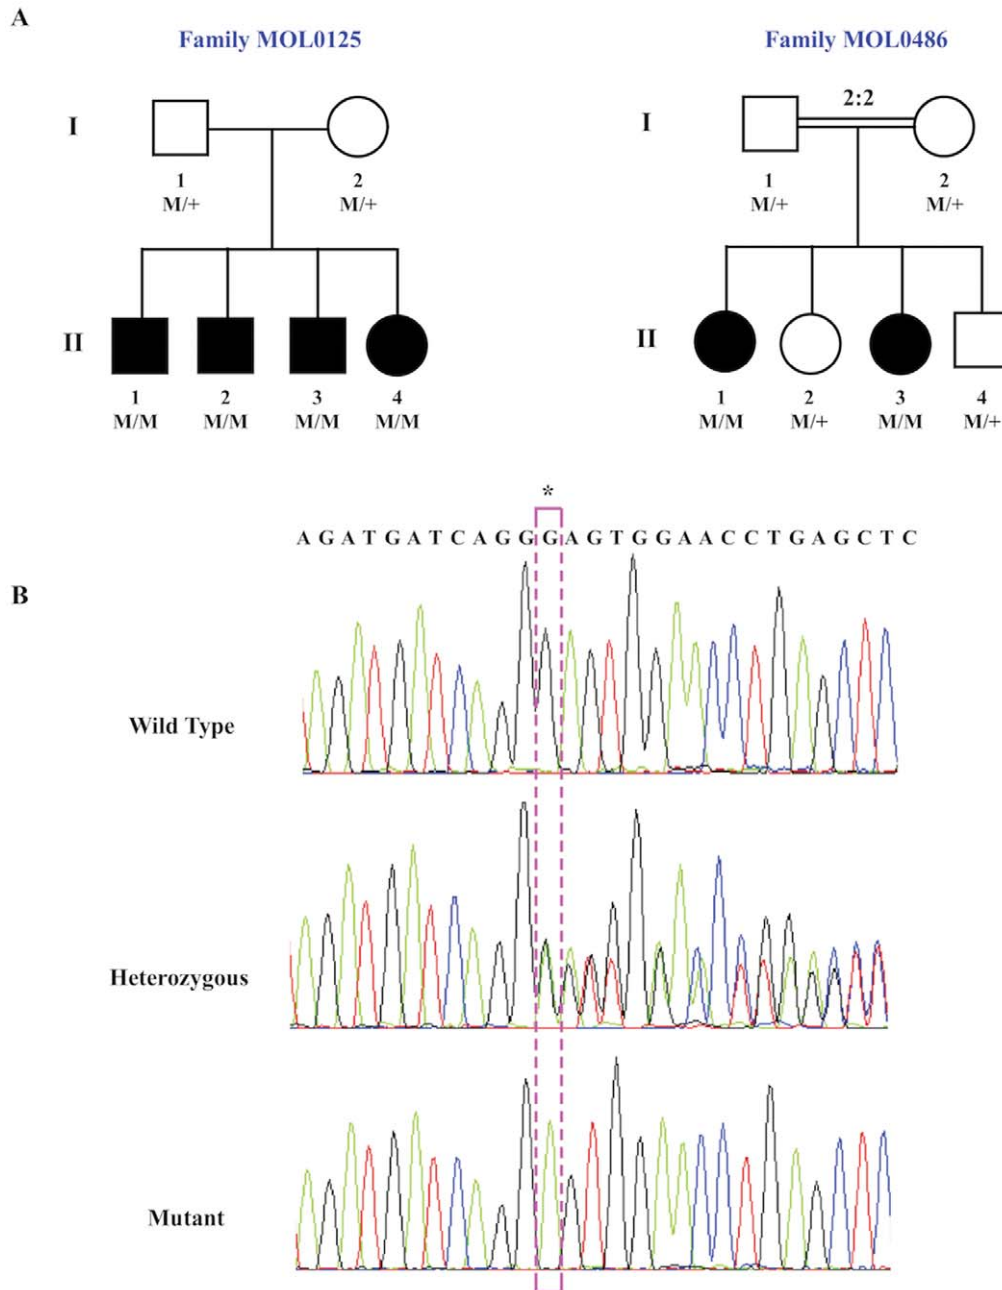 A
Family MOL0125
Family MOL0486
2:2
I
1
M/+
2
M/+
I
1
M/+
2
M/+
II
1
M/M
2
M/M
3
M/M
4
M/M
II
1
M/M
2
M/+
3
M/M
4
M/+
*
A G A T G A T C A G G G A G T G G A A C C T G A G C T C
B
Wild Type
Heterozygous
Mutant